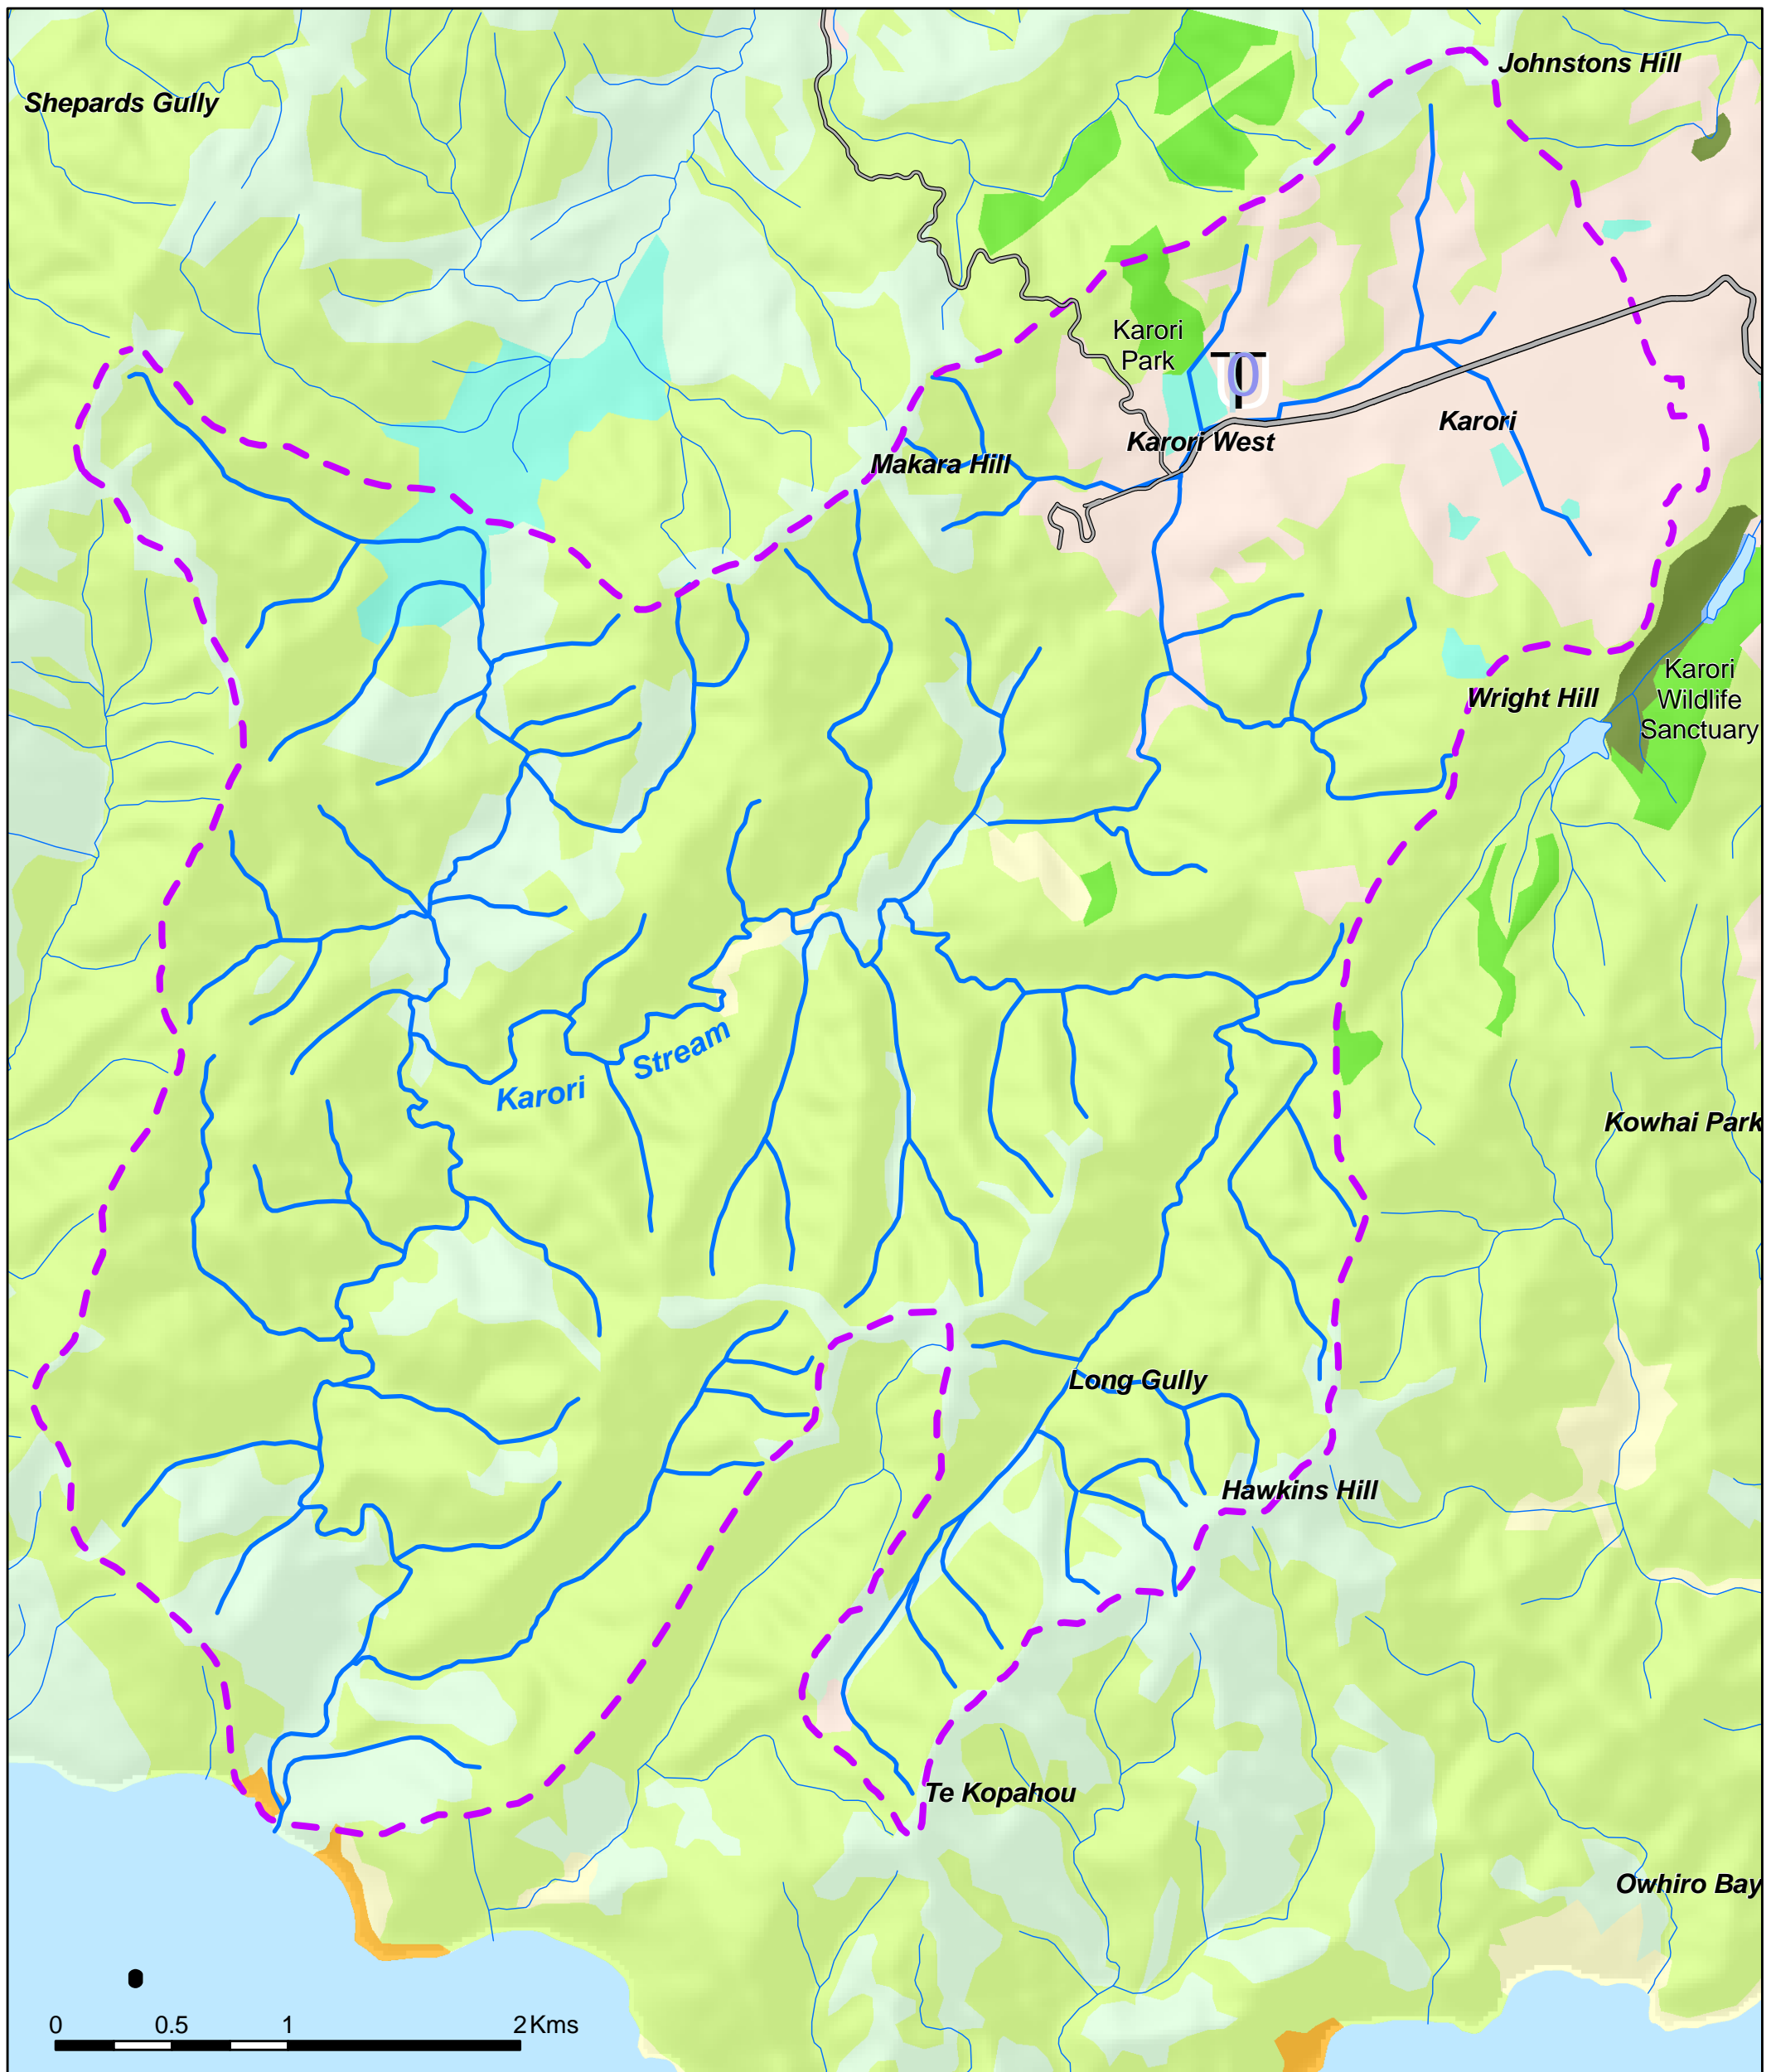 Johnstons Hill
Shepards Gully
Karori
Park
0
Karori
Karori West
Makara Hill
Karori
Wildlife
Sanctuary
Wright Hill
Karori Stream
Kowhai Park
Long Gully
Hawkins Hill
Te Kopahou
Owhiro Bay
0 0.5 1 2 Kms